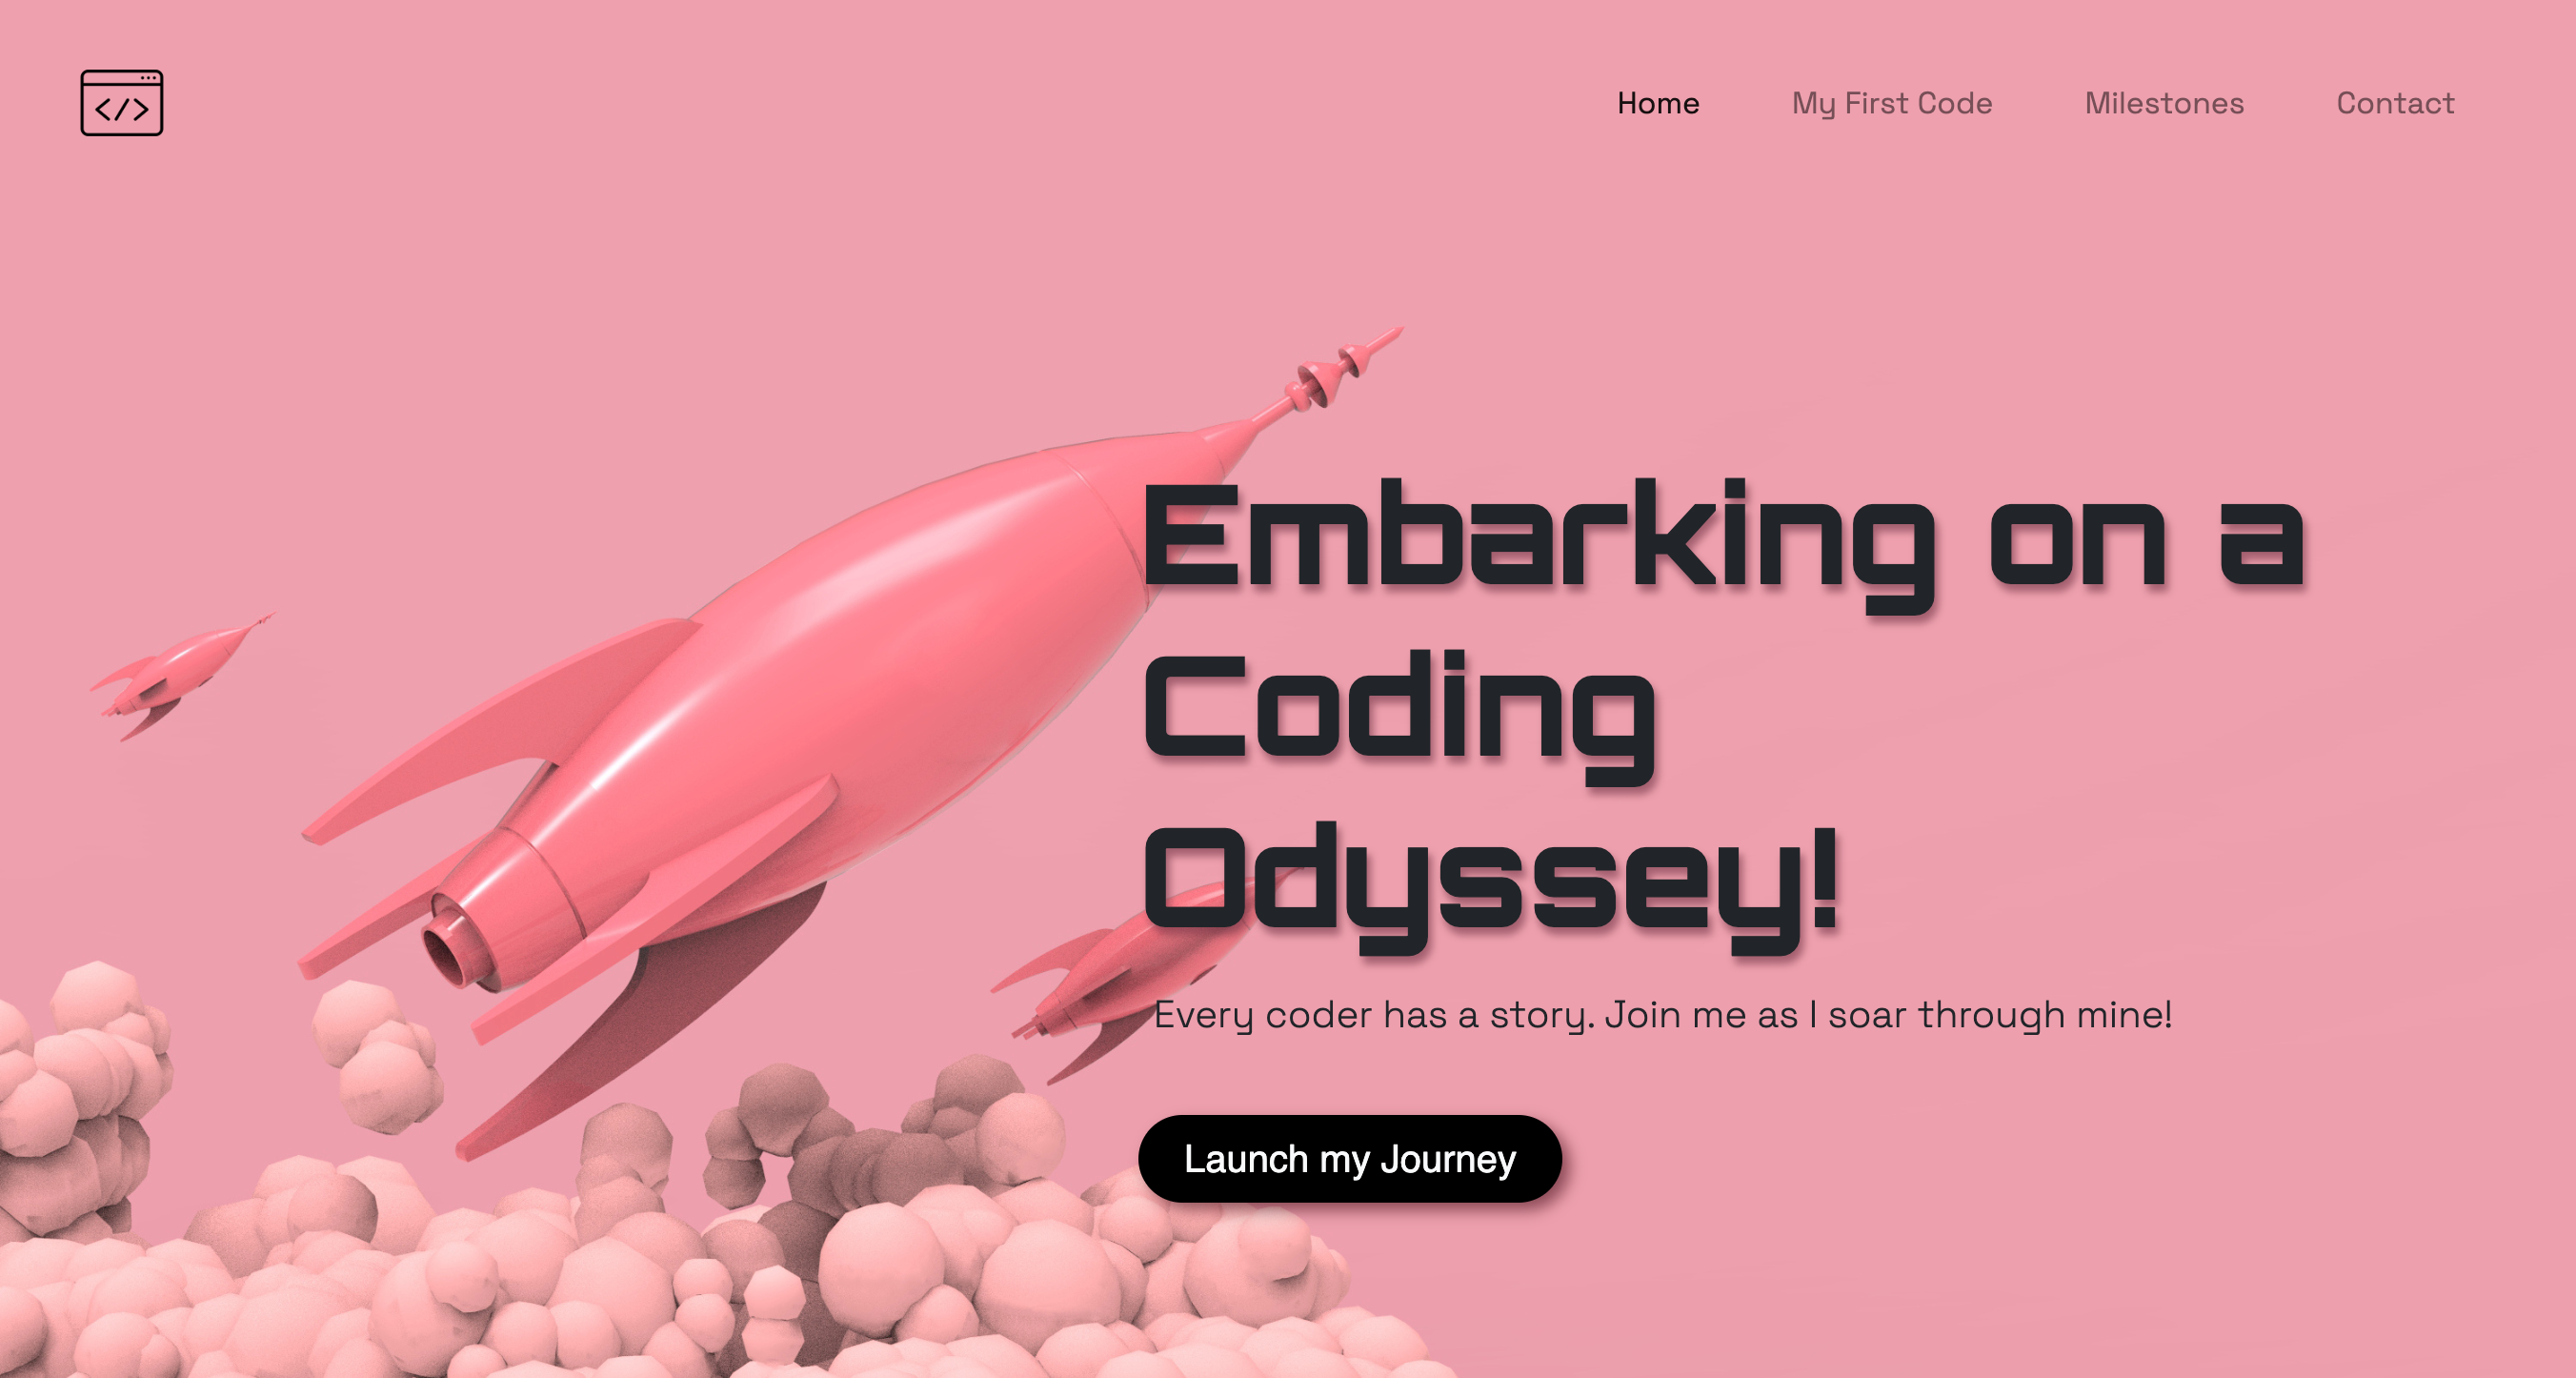 </>
Home
My First Code
Milestones
Contact
Embarking on a
Coding
Odyssey!
Every coder has a story. Join me as I soar through mine!
Launch my Journey